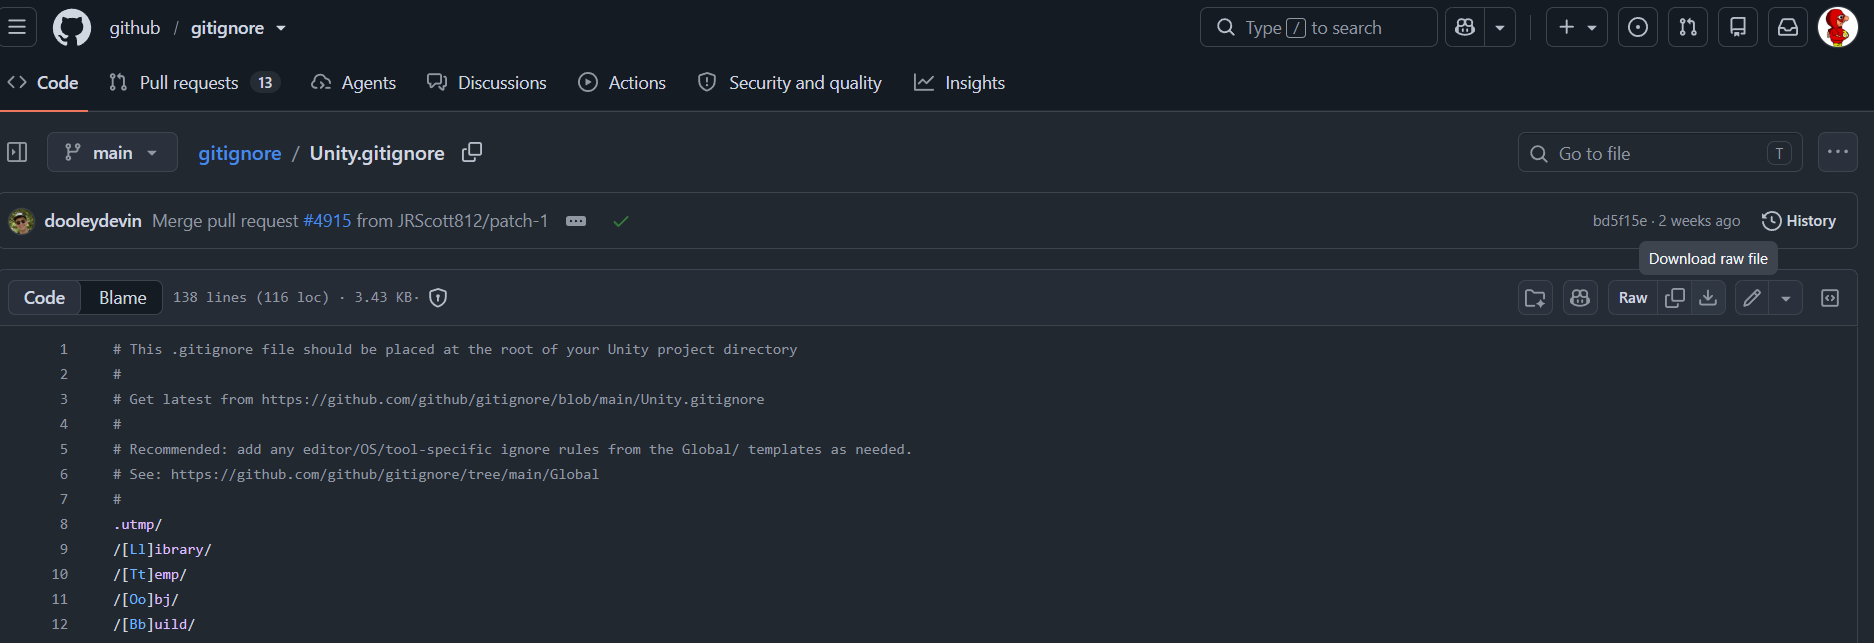 github / gitignore
Type / to search
Code
Pull requests 13
Agents
Discussions
Actions
Security and quality
Insights
main
gitignore / Unity.gitignore
Go to file T
dooleydevin Merge pull request #4915 from JRScott812/patch-1
bd5f15e · 2 weeks ago
History
Download raw file
Code
Blame
138 lines (116 loc) · 3.43 KB ·
Raw
1 # This .gitignore file should be placed at the root of your Unity project directory
2 #
3 # Get latest from https://github.com/github/gitignore/blob/main/Unity.gitignore
4 #
5 # Recommended: add any editor/OS/tool-specific ignore rules from the Global/ templates as needed.
6 # See: https://github.com/github/gitignore/tree/main/Global
7 #
8 .utmp/
9 /[Ll]ibrary/
10 /[Tt]emp/
11 /[Oo]bj/
12 /[Bb]uild/